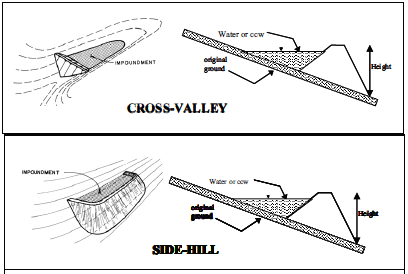 Water or ccw
IMPOUNDMENT
original
ground
Height
CROSS-VALLEY
IMPOUNDMENT
Water or ccw
original
ground
Height
SIDE-HILL